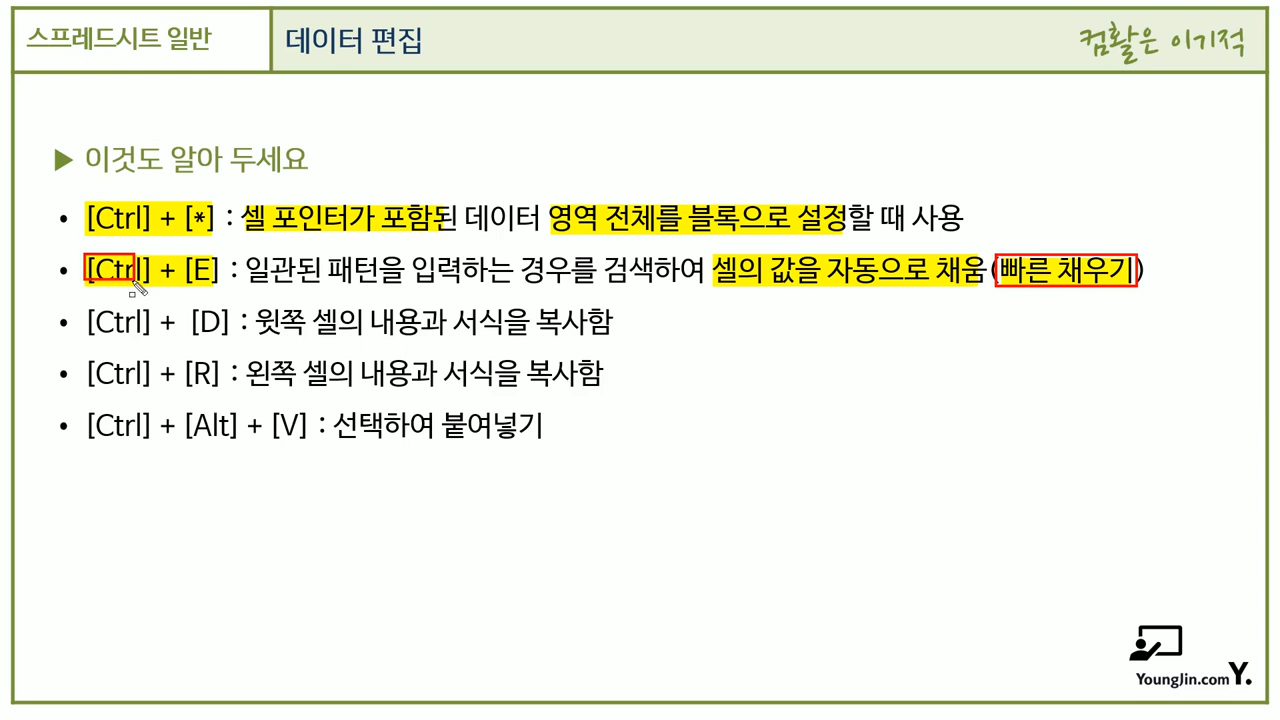 스프레드시트 일반
데이터 편집
컴활은 이기적
▶ 이것도 알아 두세요
• [Ctrl] + [*] : 셀 포인터가 포함된 데이터 영역 전체를 블록으로 설정할 때 사용
• [Ctrl] + [E] : 일관된 패턴을 입력하는 경우를 검색하여 셀의 값을 자동으로 채움(빠른 채우기)
• [Ctrl] + [D] : 윗쪽 셀의 내용과 서식을 복사함
• [Ctrl] + [R] : 왼쪽 셀의 내용과 서식을 복사함
• [Ctrl] + [Alt] + [V] : 선택하여 붙여넣기
YoungJin.com Y.